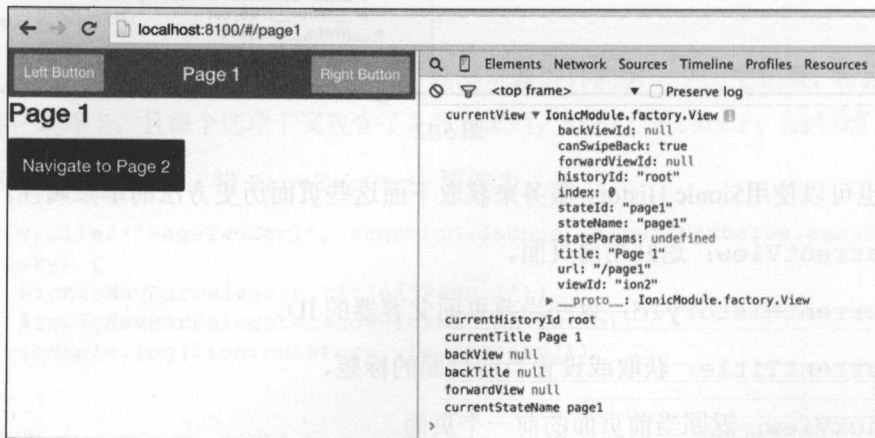 localhost:8100/#/page1
Left Button
Page 1
Right Button
Page 1
Navigate to Page 2
Elements Network Sources Timeline Profiles Resources
<top frame> ▼ Preserve log
currentView ▼ IonicModule.factory.View
backViewId: null
canSwipeBack: true
forwardViewId: null
historyId: "root"
index: 0
stateId: "page1"
stateName: "page1"
stateParams: undefined
title: "Page 1"
url: "/page1"
viewId: "ion2"
▶ __proto__: IonicModule.factory.View
currentHistoryId root
currentTitle Page 1
backView null
backTitle null
forwardView null
currentStateName page1
>